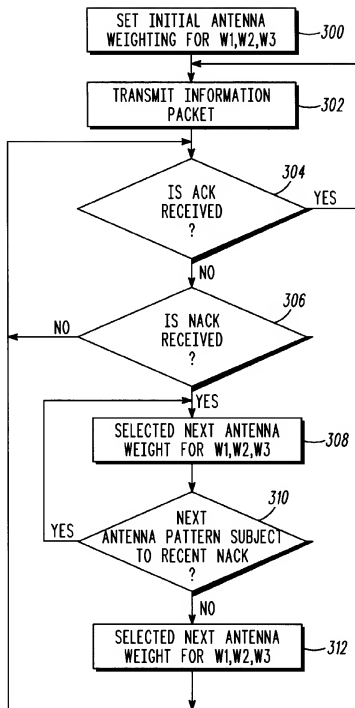 SET INITIAL ANTENNA
WEIGHTING FOR W1,W2,W3
300
TRANSMIT INFORMATION
PACKET
302
304
IS ACK
RECEIVED
?
YES
NO
306
IS NACK
RECEIVED
?
NO
YES
SELECTED NEXT ANTENNA
WEIGHT FOR W1,W2,W3
308
310
NEXT
ANTENNA PATTERN SUBJECT
TO RECENT NACK
?
YES
NO
SELECTED NEXT ANTENNA
WEIGHT FOR W1,W2,W3
312